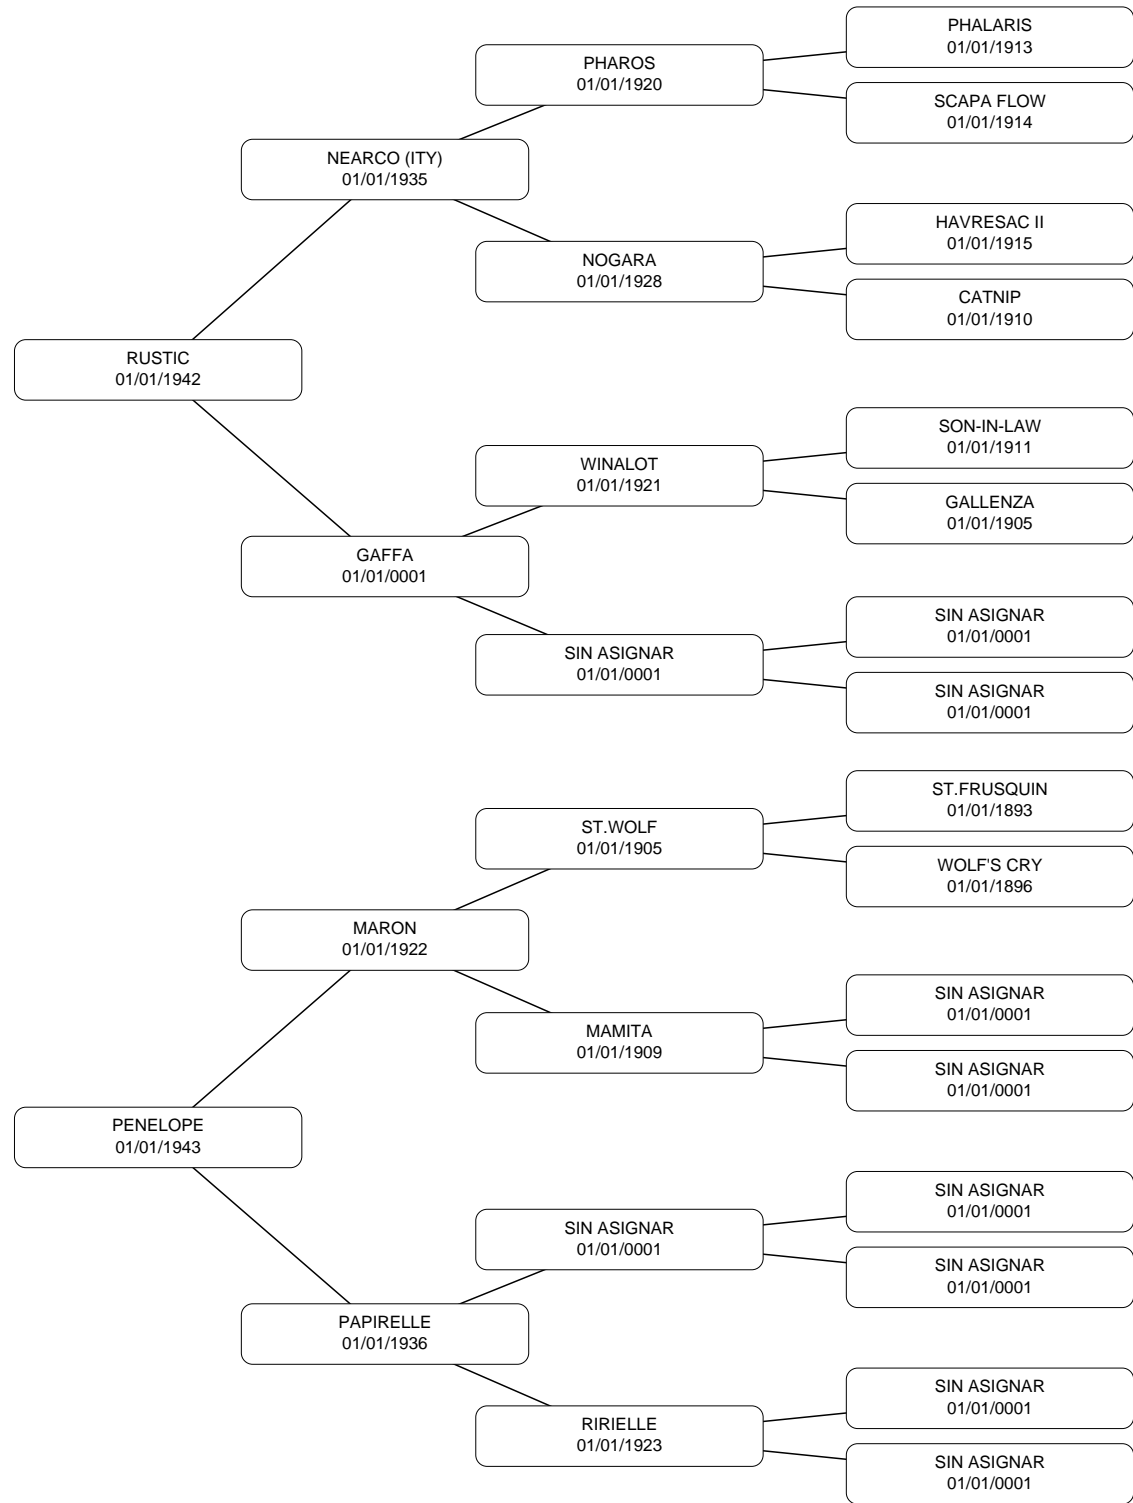 PHALARIS
01/01/1913
PHAROS
01/01/1920
SCAPA FLOW
01/01/1914
NEARCO (ITY)
01/01/1935
HAVRESAC II
01/01/1915
NOGARA
01/01/1928
CATNIP
01/01/1910
RUSTIC
01/01/1942
SON-IN-LAW
01/01/1911
WINALOT
01/01/1921
GALLENZA
01/01/1905
GAFFA
01/01/0001
SIN ASIGNAR
01/01/0001
SIN ASIGNAR
01/01/0001
SIN ASIGNAR
01/01/0001
ST.FRUSQUIN
01/01/1893
ST.WOLF
01/01/1905
WOLF'S CRY
01/01/1896
MARON
01/01/1922
SIN ASIGNAR
01/01/0001
MAMITA
01/01/1909
SIN ASIGNAR
01/01/0001
PENELOPE
01/01/1943
SIN ASIGNAR
01/01/0001
SIN ASIGNAR
01/01/0001
SIN ASIGNAR
01/01/0001
PAPIRELLE
01/01/1936
SIN ASIGNAR
01/01/0001
RIRIELLE
01/01/1923
SIN ASIGNAR
01/01/0001